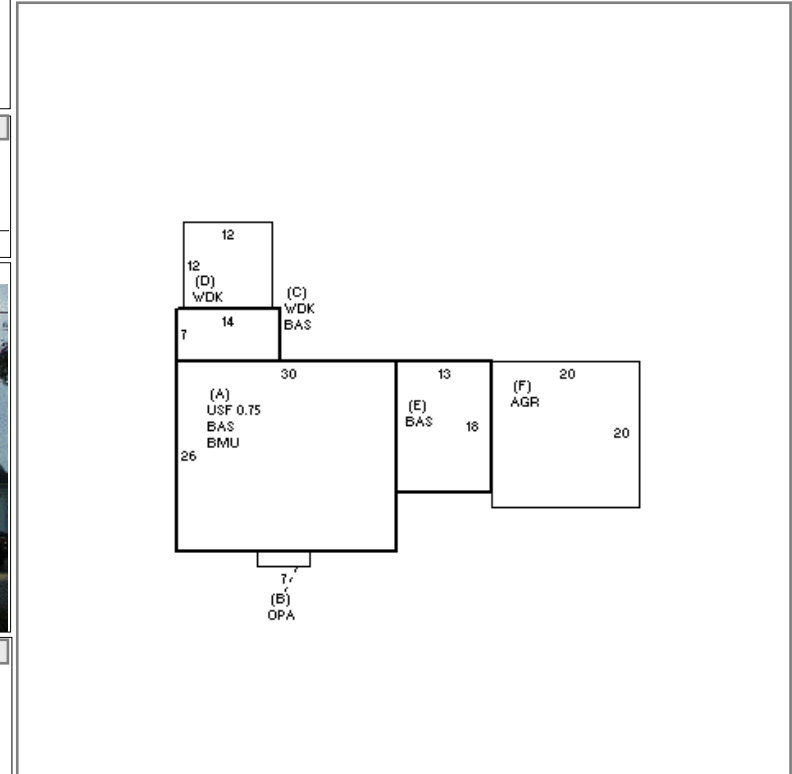 12
12
(D)
WDK
(C)
WDK
BAS
14
7
30
(A)
USF 0.75
BAS
BMU
26
13
(E)
BAS
18
20
(F)
AGR
20
7
(B)
OPA